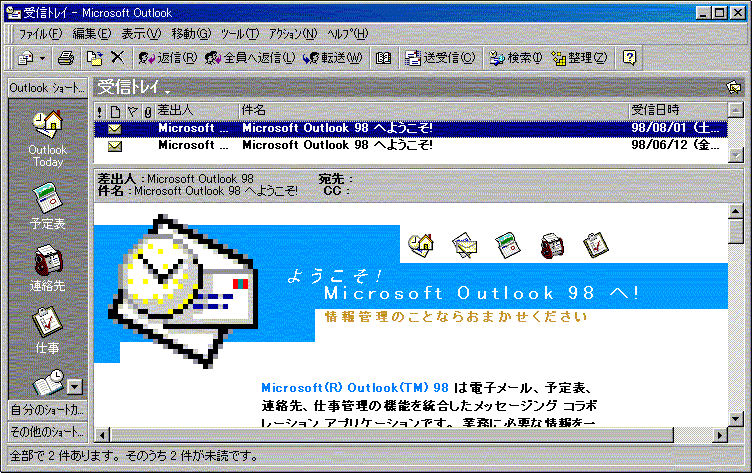 受信トレイ - Microsoft Outlook
ファイル(F) 編集(E) 表示(V) 移動(G) ツール(T) アクション(N) ヘルプ(H)
返信(R) 全員へ返信(L) 転送(W) 送受信(C) 検索(I) 整理(Z)
Outlook ショート...
受信トレイ
差出人 件名 受信日時
Microsoft ... Microsoft Outlook 98 へようこそ! 98/08/01 (土...
Microsoft ... Microsoft Outlook 98 へようこそ! 98/06/12 (金...
Outlook
Today
予定表
連絡先
仕事
自分のショートカ...
その他のショート...
差出人 : Microsoft Outlook 98 宛先 :
件名 : Microsoft Outlook 98 へようこそ! CC :
ようこそ!
Microsoft Outlook 98 へ!
情報管理のことならおまかせください
Microsoft(R) Outlook(TM) 98 は電子メール、予定表、
連絡先、仕事管理の機能を統合したメッセージング コラボ
レーション アプリケーションです。業務に必要な情報を一
全部で 2 件あります。そのうち 2 件が未読です。